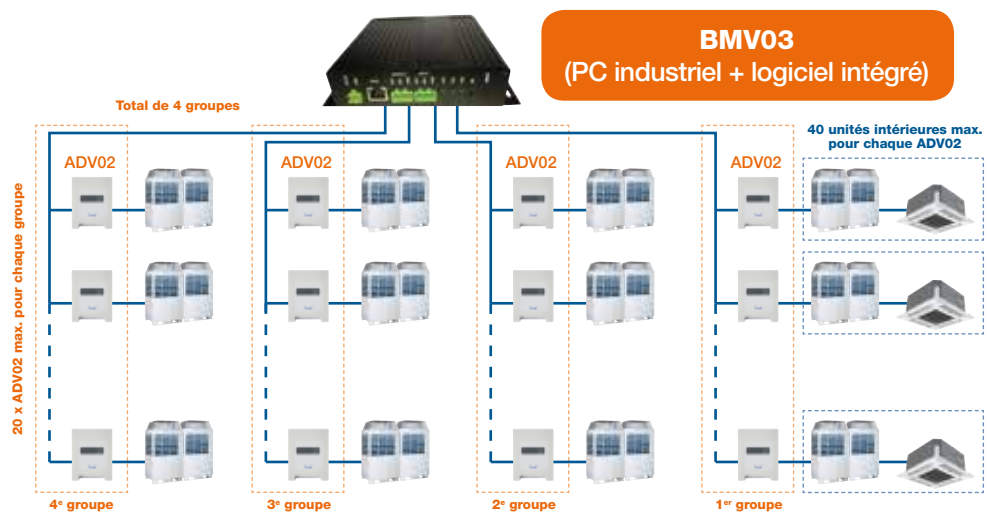 BMV03
(PC industriel + logiciel intégré)
Total de 4 groupes
40 unités intérieures max.
pour chaque ADV02
ADV02
ADV02
ADV02
ADV02
20 x ADV02 max. pour chaque groupe
4e groupe
3e groupe
2e groupe
1er groupe